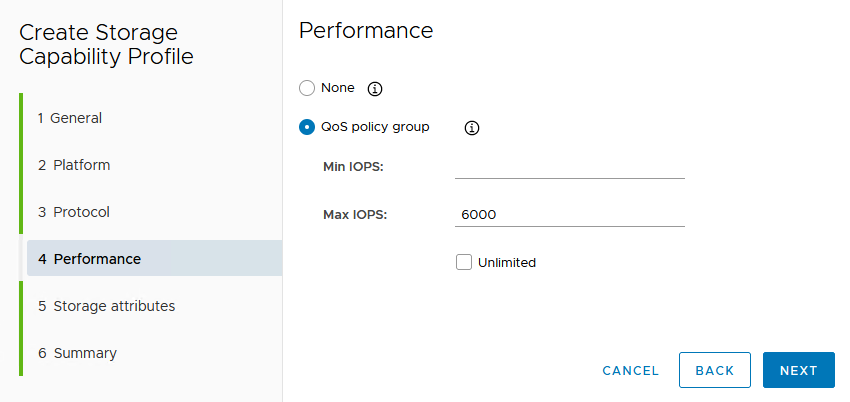 Create Storage
Capability Profile
1 General
2 Platform
3 Protocol
4 Performance
5 Storage attributes
6 Summary
Performance
None
QoS policy group
Min IOPS:
Max IOPS: 6000
Unlimited
CANCEL BACK NEXT